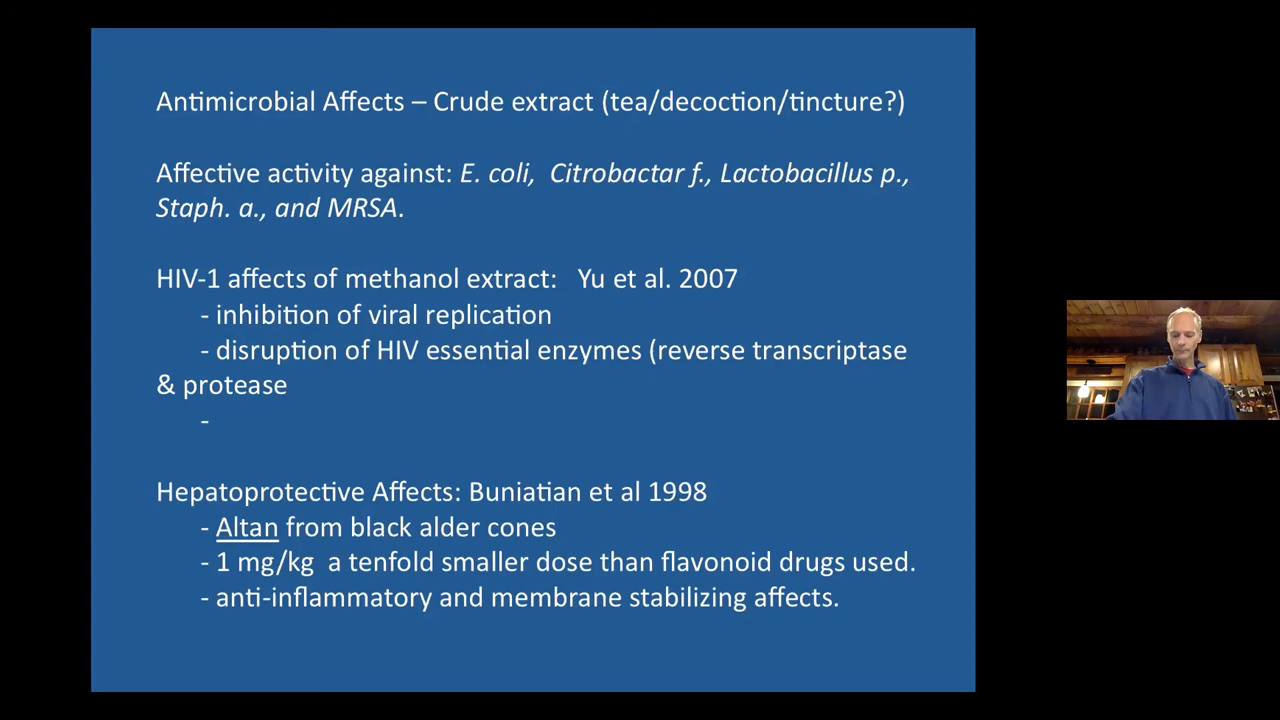 Antimicrobial Affects – Crude extract (tea/decoction/tincture?)
Affective activity against: E. coli, Citrobactar f., Lactobacillus p.,
Staph. a., and MRSA.
HIV-1 affects of methanol extract: Yu et al. 2007
- inhibition of viral replication
- disruption of HIV essential enzymes (reverse transcriptase
& protease
-
Hepatoprotective Affects: Buniatian et al 1998
- Altan from black alder cones
- 1 mg/kg a tenfold smaller dose than flavonoid drugs used.
- anti-inflammatory and membrane stabilizing affects.